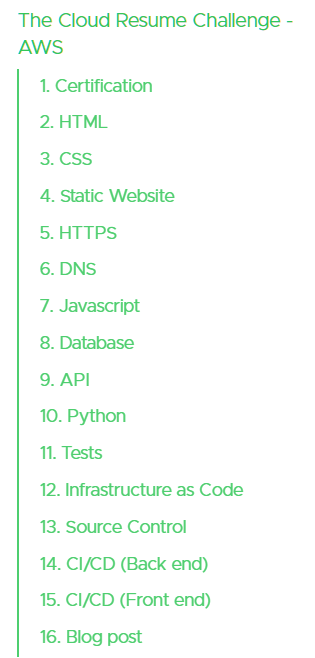 The Cloud Resume Challenge -
AWS
1. Certification
2. HTML
3. CSS
4. Static Website
5. HTTPS
6. DNS
7. Javascript
8. Database
9. API
10. Python
11. Tests
12. Infrastructure as Code
13. Source Control
14. CI/CD (Back end)
15. CI/CD (Front end)
16. Blog post